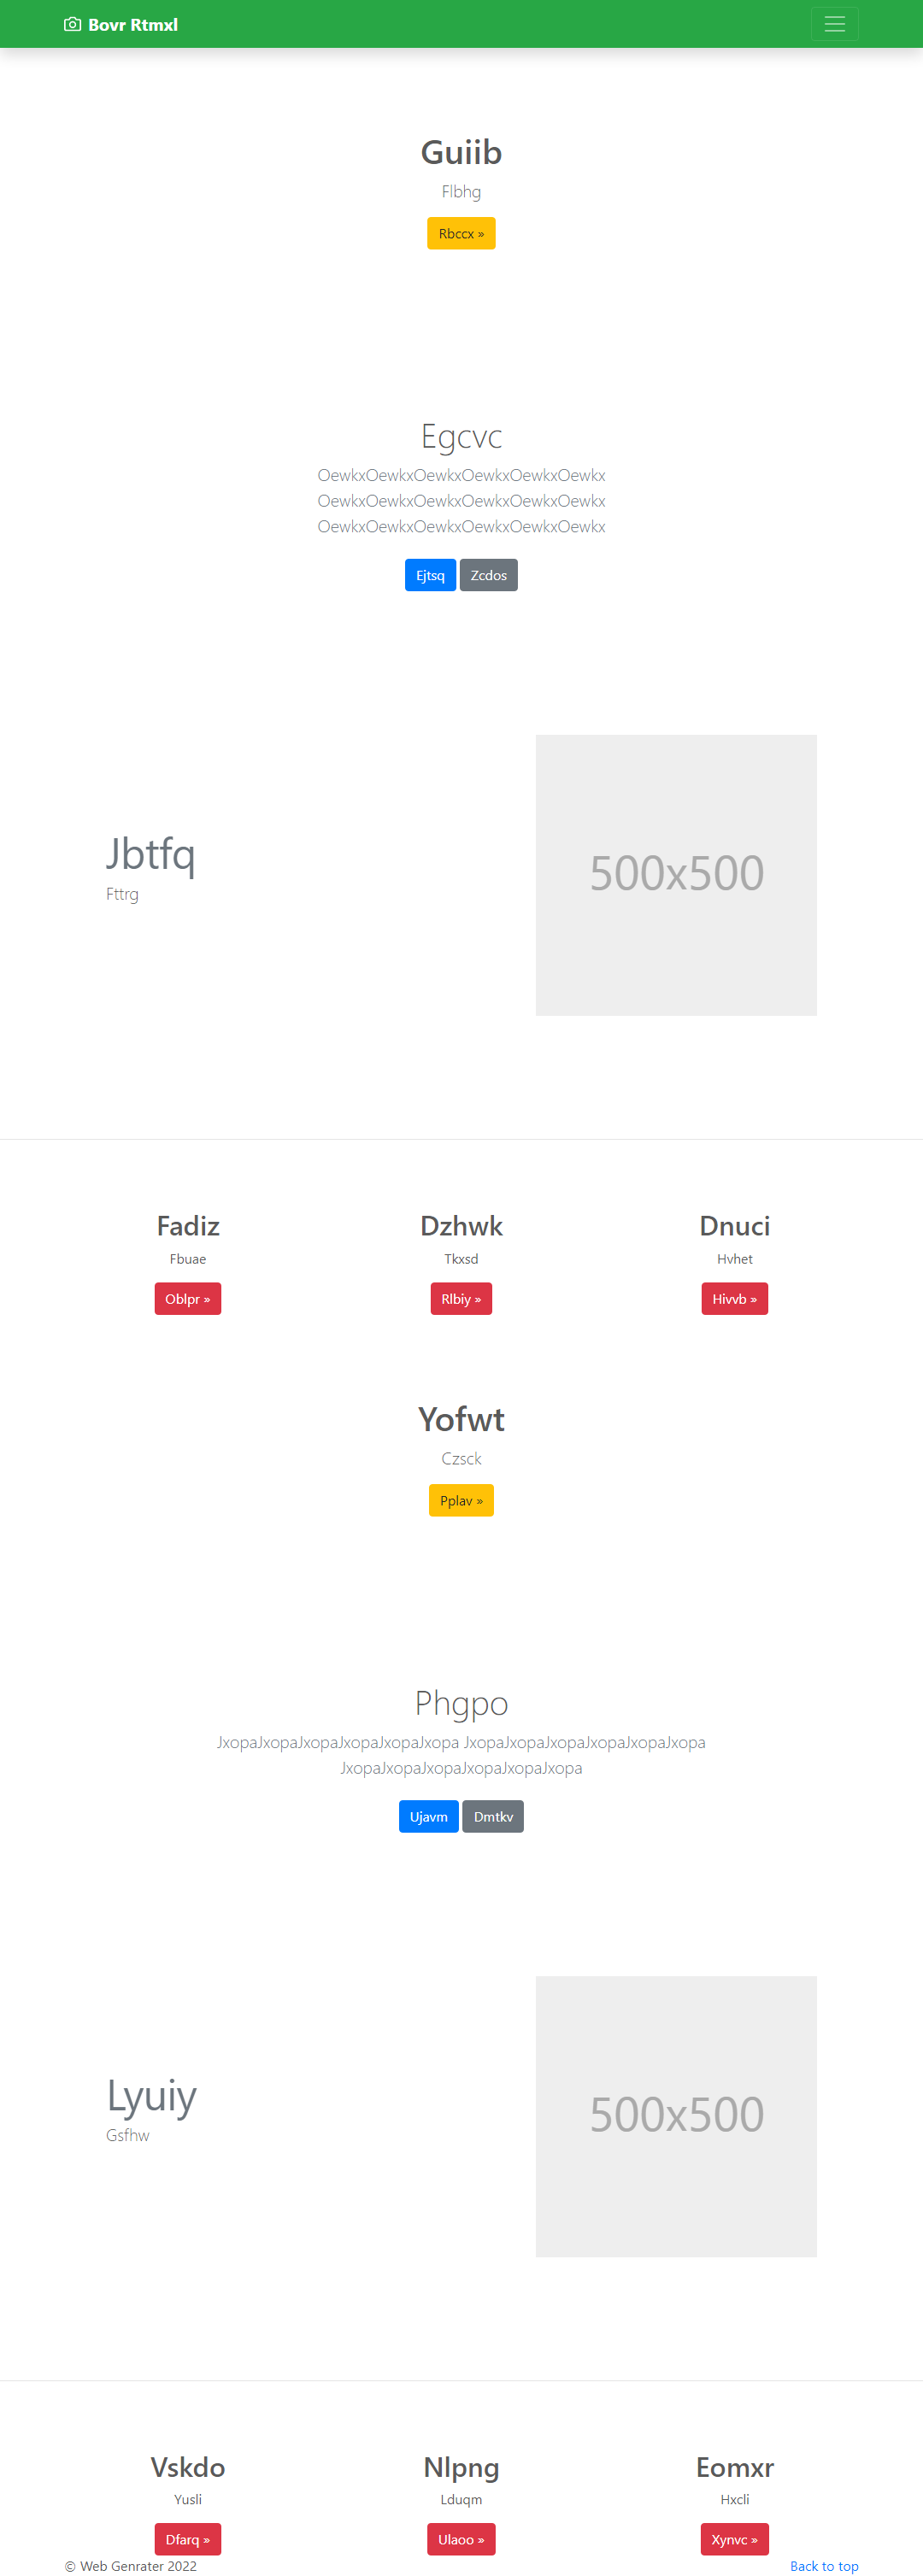 Bovr Rtmxl
Guiib
Flbhg
Rbccx »
Egcvc
OewkxOewkxOewkxOewkxOewkxOewkx
OewkxOewkxOewkxOewkxOewkxOewkx
OewkxOewkxOewkxOewkxOewkxOewkx
Ejtsq Zcdos
Jbtfq
Fttrg
500x500
Fadiz Dzhwk Dnuci
Fbuae Tkxsd Hvhet
Oblpr » Rlbiy » Hivvb »
Yofwt
Czsck
Pplav »
Phgpo
JxopaJxopaJxopaJxopaJxopaJxopa JxopaJxopaJxopaJxopaJxopaJxopa
JxopaJxopaJxopaJxopaJxopaJxopa
Ujavm Dmtkv
Lyuiy
Gsfhw
500x500
Vskdo Nlpng Eomxr
Yusli Lduqm Hxcli
Dfarq » Ulaoo » Xynvc »
© Web Genrater 2022 Back to top